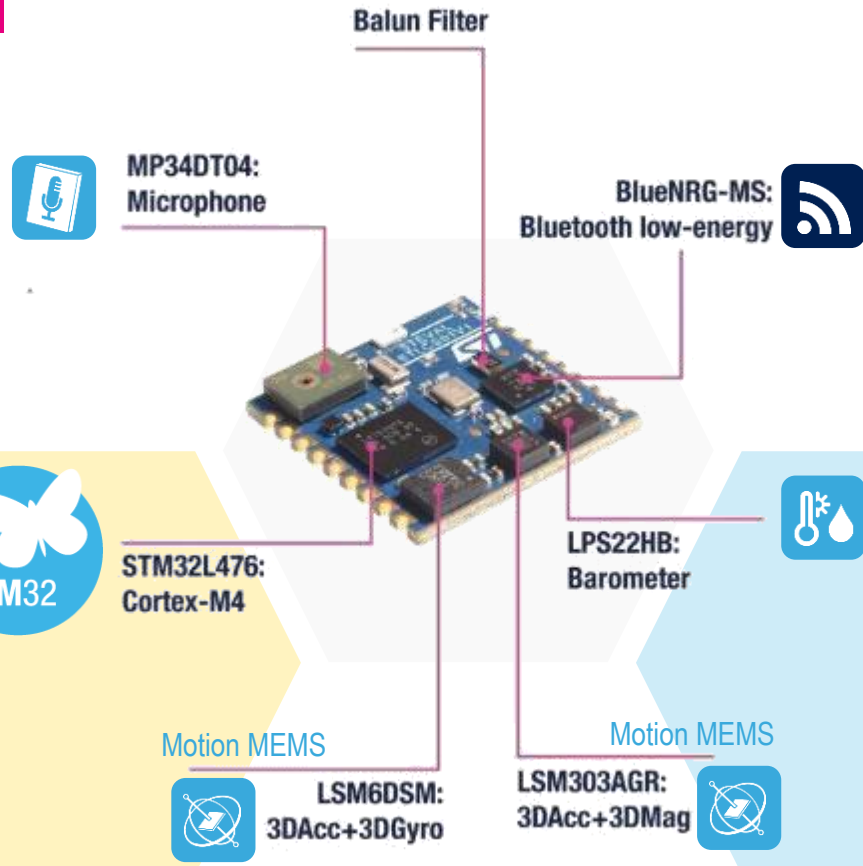 Balun Filter
MP34DT04:
Microphone
BlueNRG-MS:
Bluetooth low-energy
STM32L476:
Cortex-M4
M32
LPS22HB:
Barometer
Motion MEMS
LSM6DSM:
3DAcc+3DGyro
Motion MEMS
LSM303AGR:
3DAcc+3DMag